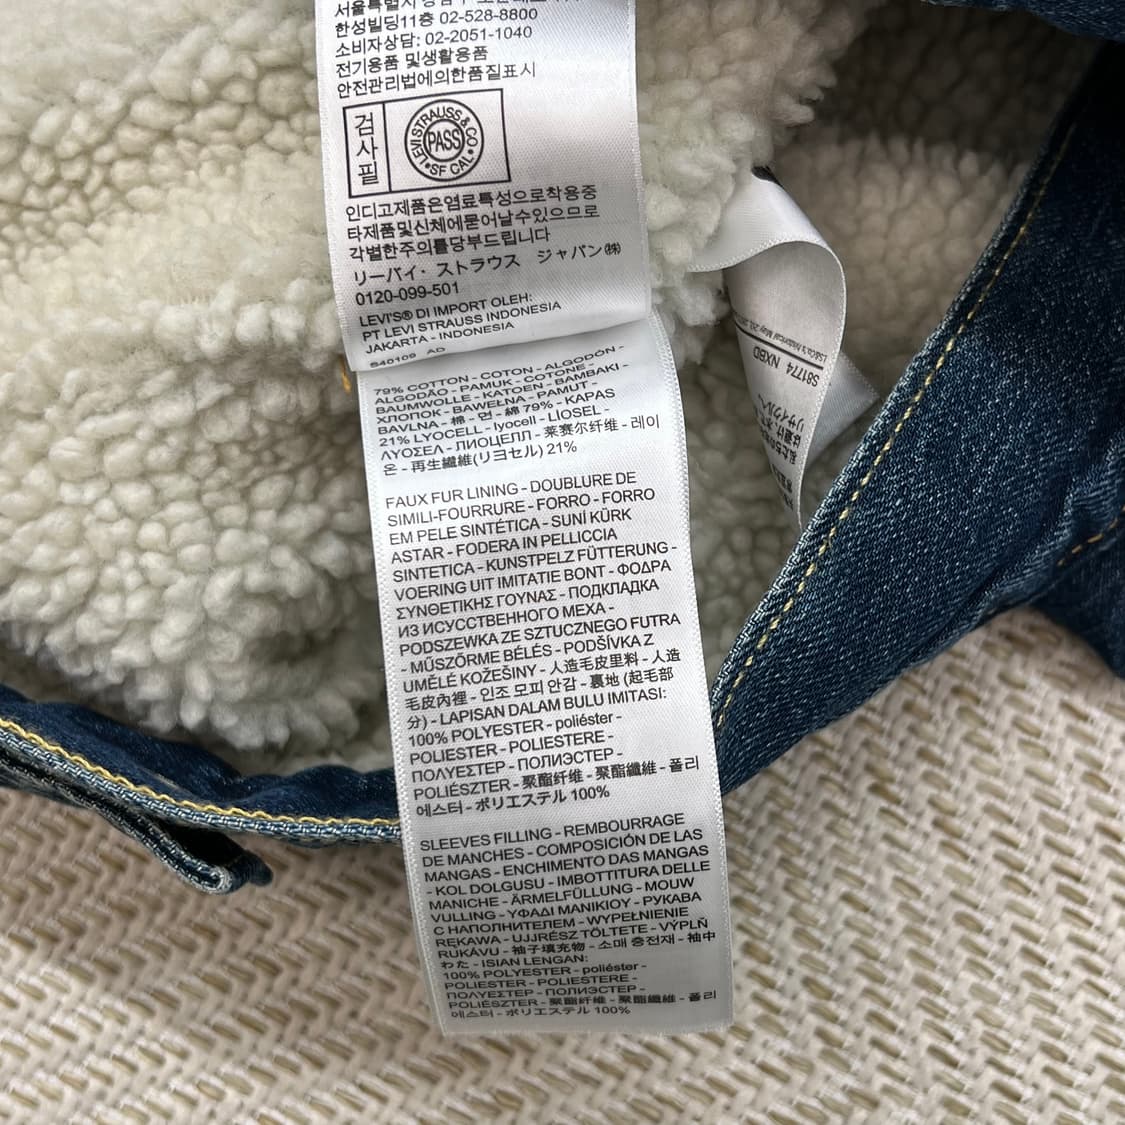 한성빌딩11층 02-528-8800
소비자상담: 02-2051-1040
전기용품 및생활용품
안전관리법에의한품질표시
검사필
LEVI STRAUSS & CO
PASS
SF CAL
인디고제품은염료특성으로착용중
타제품및신체에묻어날수있으므로
각별한주의를당부드립니다
リーバイ・ストラウス ジャパン㈱
0120-099-501
LEVI'S® DI IMPORT OLEH:
PT LEVI STRAUSS INDONESIA
JAKARTA - INDONESIA
S40109 AD
79% COTTON - COTON - ALGODÓN -
ALGODÃO - PAMUK - COTONE -
BAUMWOLLE - KATOEN - ΒΑΜΒΑΚΙ -
ХЛОПОК - BAWEŁNA - PAMUT -
BAVLNA - 棉 - 면 - 綿 79% - KAPAS
21% LYOCELL - lyocell - LİOSEL -
ΛΥΟΣΕΛ - ЛИОЦЕЛЛ - 莱赛尔纤维 - 레이
온 - 再生繊維(リヨセル) 21%
FAUX FUR LINING - DOUBLURE DE
SIMILI-FOURRURE - FORRO - FORRO
EM PELE SINTÉTICA - SUNİ KÜRK
ASTAR - FODERA IN PELLICCIA
SINTETICA - KUNSTPELZ FÜTTERUNG -
VOERING UIT IMITATIE BONT - ΦΟΔΡΑ
ΣΥΝΘΕΤΙΚΗΣ ΓΟΥΝΑΣ - ПОДКЛАДКА
ИЗ ИСКУССТВЕННОГО МЕХА -
PODSZEWKA ZE SZTUCZNEGO FUTRA
- MŰSZŐRME BÉLÉS - PODŠÍVKA Z
UMĚLÉ KOŽEŠINY - 人造毛皮里料 - 人造
毛皮內裡 - 인조 모피 안감 - 裏地 (起毛部
分) - LAPISAN DALAM BULU IMITASI:
100% POLYESTER - poliéster -
POLIESTER - POLIESTERE -
ΠΟΛΥΕΣΤΕΡ - ПОЛИЭСТЕР -
POLIÉSZTER - 聚酯纤维 - 聚酯纖維 - 폴리
에스터 - ポリエステル 100%
SLEEVES FILLING - REMBOURRAGE
DE MANCHES - COMPOSICIÓN DE LAS
MANGAS - ENCHIMENTO DAS MANGAS
- KOL DOLGUSU - IMBOTTITURA DELLE
MANICHE - ÄRMELFÜLLUNG - MOUW
VULLING - ΥΦΑΔΙ ΜΑΝΙΚΙΟΥ - РУКАВА
С НАПОЛНИТЕЛЕМ - WYPEŁNIENIE
RĘKAWA - UJJRÉSZ TÖLTETE - VÝPLŇ
RUKÁVU - 袖子填充物 - 소매 충전재 - 袖中
わた - ISIAN LENGAN:
100% POLYESTER - poliéster -
POLIESTER - POLIESTERE -
ΠΟΛΥΕΣΤΕΡ - ПОЛИЭСТЕР -
POLIÉSZTER - 聚酯纤维 - 聚酯纖維 - 폴리
에스터 - ポリエステル 100%
S81774 NXBD
リサイクル